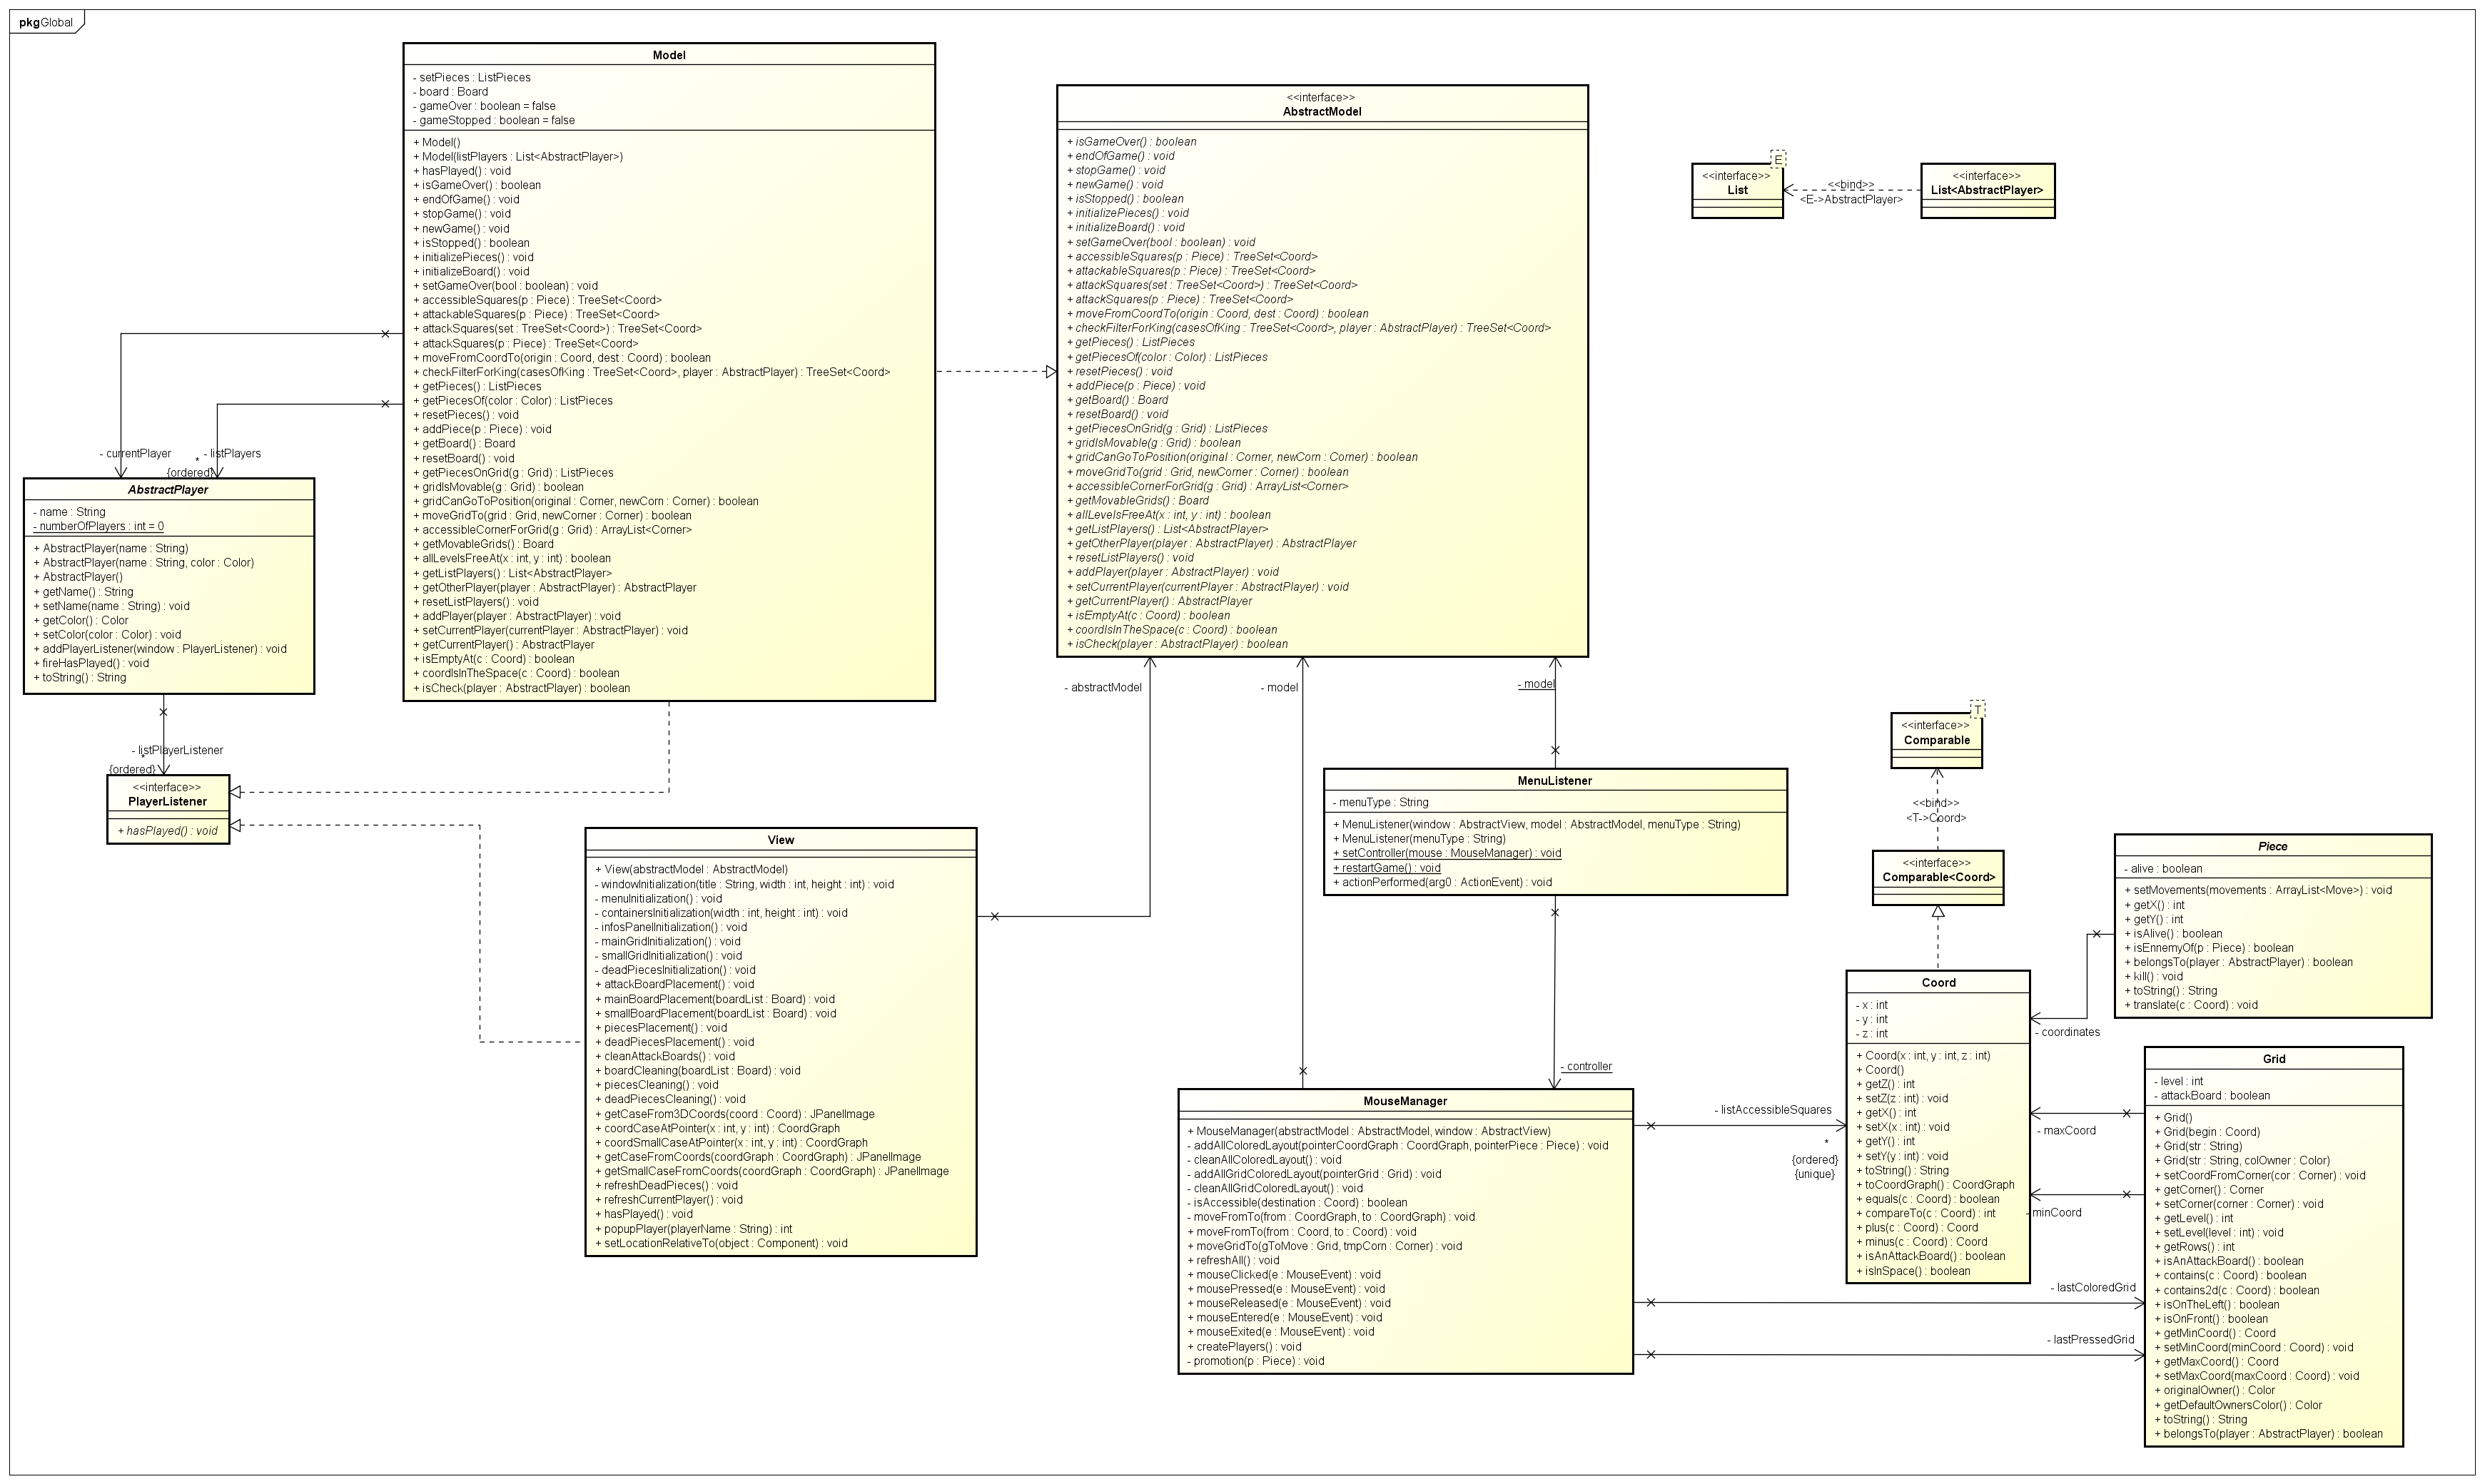 pkg Global
Model
- setPieces : ListPieces
- board : Board
- gameOver : boolean = false
- gameStopped : boolean = false
+ Model()
+ Model(listPlayers : List<AbstractPlayer>)
+ hasPlayed() : void
+ isGameOver() : boolean
+ endOfGame() : void
+ stopGame() : void
+ newGame() : void
+ isStopped() : boolean
+ initializePieces() : void
+ initializeBoard() : void
+ setGameOver(bool : boolean) : void
+ accessibleSquares(p : Piece) : TreeSet<Coord>
+ attackableSquares(p : Piece) : TreeSet<Coord>
+ attackSquares(set : TreeSet<Coord>) : TreeSet<Coord>
+ attackSquares(p : Piece) : TreeSet<Coord>
+ moveFromCoordTo(origin : Coord, dest : Coord) : boolean
+ checkFilterForKing(casesOfKing : TreeSet<Coord>, player : AbstractPlayer) : TreeSet<Coord>
+ getPieces() : ListPieces
+ getPiecesOf(color : Color) : ListPieces
+ resetPieces() : void
+ addPiece(p : Piece) : void
+ getBoard() : Board
+ resetBoard() : void
+ getPiecesOnGrid(g : Grid) : ListPieces
+ gridIsMovable(g : Grid) : boolean
+ gridCanGoToPosition(original : Corner, newCorn : Corner) : boolean
+ moveGridTo(grid : Grid, newCorner : Corner) : boolean
+ accessibleCornerForGrid(g : Grid) : ArrayList<Corner>
+ getMovableGrids() : Board
+ allLevelsFreeAt(x : int, y : int) : boolean
+ getListPlayers() : List<AbstractPlayer>
+ getOtherPlayer(player : AbstractPlayer) : AbstractPlayer
+ resetListPlayers() : void
+ addPlayer(player : AbstractPlayer) : void
+ setCurrentPlayer(currentPlayer : AbstractPlayer) : void
+ getCurrentPlayer() : AbstractPlayer
+ isEmptyAt(c : Coord) : boolean
+ coordIsInTheSpace(c : Coord) : boolean
+ isCheck(player : AbstractPlayer) : boolean
<<interface>>
AbstractModel
+ isGameOver() : boolean
+ endOfGame() : void
+ stopGame() : void
+ newGame() : void
+ isStopped() : boolean
+ initializePieces() : void
+ initializeBoard() : void
+ setGameOver(bool : boolean) : void
+ accessibleSquares(p : Piece) : TreeSet<Coord>
+ attackableSquares(p : Piece) : TreeSet<Coord>
+ attackSquares(set : TreeSet<Coord>) : TreeSet<Coord>
+ attackSquares(p : Piece) : TreeSet<Coord>
+ moveFromCoordTo(origin : Coord, dest : Coord) : boolean
+ checkFilterForKing(casesOfKing : TreeSet<Coord>, player : AbstractPlayer) : TreeSet<Coord>
+ getPieces() : ListPieces
+ getPiecesOf(color : Color) : ListPieces
+ resetPieces() : void
+ addPiece(p : Piece) : void
+ getBoard() : Board
+ resetBoard() : void
+ getPiecesOnGrid(g : Grid) : ListPieces
+ gridIsMovable(g : Grid) : boolean
+ gridCanGoToPosition(original : Corner, newCorn : Corner) : boolean
+ moveGridTo(grid : Grid, newCorner : Corner) : boolean
+ accessibleCornerForGrid(g : Grid) : ArrayList<Corner>
+ getMovableGrids() : Board
+ allLevelsFreeAt(x : int, y : int) : boolean
+ getListPlayers() : List<AbstractPlayer>
+ getOtherPlayer(player : AbstractPlayer) : AbstractPlayer
+ resetListPlayers() : void
+ addPlayer(player : AbstractPlayer) : void
+ setCurrentPlayer(currentPlayer : AbstractPlayer) : void
+ getCurrentPlayer() : AbstractPlayer
+ isEmptyAt(c : Coord) : boolean
+ coordIsInTheSpace(c : Coord) : boolean
+ isCheck(player : AbstractPlayer) : boolean
E
<<interface>>
List
<<bind>>
<E->AbstractPlayer>
<<interface>>
List<AbstractPlayer>
- currentPlayer
- listPlayers
*
{ordered}
AbstractPlayer
- name : String
- numberOfPlayers : int = 0
+ AbstractPlayer(name : String)
+ AbstractPlayer(name : String, color : Color)
+ AbstractPlayer()
+ getName() : String
+ setName(name : String) : void
+ getColor() : Color
+ setColor(color : Color) : void
+ addPlayerListener(window : PlayerListener) : void
+ fireHasPlayed() : void
+ toString() : String
- listPlayerListener
*
{ordered}
<<interface>>
PlayerListener
+ hasPlayed() : void
View
+ View(abstractModel : AbstractModel)
- windowInitialization(title : String, width : int, height : int) : void
- menuInitialization() : void
- containersInitialization(width : int, height : int) : void
- infosPanelInitialization() : void
- mainGridInitialization() : void
- smallGridInitialization() : void
- deadPiecesInitialization() : void
+ attackBoardPlacement() : void
+ mainBoardPlacement(boardList : Board) : void
+ smallBoardPlacement(boardList : Board) : void
+ piecesPlacement() : void
+ deadPiecesPlacement() : void
+ cleanAttackBoards() : void
+ boardCleaning(boardList : Board) : void
+ piecesCleaning() : void
+ deadPiecesCleaning() : void
+ getCaseFrom3DCoords(coord : Coord) : JPanelImage
+ coordCaseAtPointer(x : int, y : int) : CoordGraph
+ coordSmallCaseAtPointer(x : int, y : int) : CoordGraph
+ getCaseFromCoords(coordGraph : CoordGraph) : JPanelImage
+ getSmallCaseFromCoords(coordGraph : CoordGraph) : JPanelImage
+ refreshDeadPieces() : void
+ refreshCurrentPlayer() : void
+ hasPlayed() : void
+ popupPlayer(playerName : String) : int
+ setLocationRelativeTo(object : Component) : void
- abstractModel
- model
- model
MenuListener
- menuType : String
+ MenuListener(window : AbstractView, model : AbstractModel, menuType : String)
+ MenuListener(menuType : String)
+ setController(mouse : MouseManager) : void
+ restartGame() : void
+ actionPerformed(arg0 : ActionEvent) : void
- controller
MouseManager
+ MouseManager(abstractModel : AbstractModel, window : AbstractView)
- addAllColoredLayout(pointerCoordGraph : CoordGraph, pointerPiece : Piece) : void
- cleanAllColoredLayout() : void
- addAllGridColoredLayout(pointerGrid : Grid) : void
- cleanAllGridColoredLayout() : void
- isAccessible(destination : Coord) : boolean
- moveFromTo(from : CoordGraph, to : CoordGraph) : void
+ moveFromTo(from : Coord, to : Coord) : void
+ moveGridTo(gToMove : Grid, tmpCorn : Corner) : void
+ refreshAll() : void
+ mouseClicked(e : MouseEvent) : void
+ mousePressed(e : MouseEvent) : void
+ mouseReleased(e : MouseEvent) : void
+ mouseEntered(e : MouseEvent) : void
+ mouseExited(e : MouseEvent) : void
+ createPlayers() : void
- promotion(p : Piece) : void
- listAccessibleSquares
*
{ordered}
{unique}
- lastColoredGrid
- lastPressedGrid
T
<<interface>>
Comparable
<<bind>>
<T->Coord>
<<interface>>
Comparable<Coord>
Coord
- x : int
- y : int
- z : int
+ Coord(x : int, y : int, z : int)
+ Coord()
+ getZ() : int
+ setZ(z : int) : void
+ getX() : int
+ setX(x : int) : void
+ getY() : int
+ setY(y : int) : void
+ toString() : String
+ toCoordGraph() : CoordGraph
+ equals(c : Coord) : boolean
+ compareTo(c : Coord) : int
+ plus(c : Coord) : Coord
+ minus(c : Coord) : Coord
+ isAnAttackBoard() : boolean
+ isInSpace() : boolean
Piece
- alive : boolean
+ setMovements(movements : ArrayList<Move>) : void
+ getX() : int
+ getY() : int
+ isAlive() : boolean
+ isEnnemyOf(p : Piece) : boolean
+ belongsTo(player : AbstractPlayer) : boolean
+ kill() : void
+ toString() : String
+ translate(c : Coord) : void
- coordinates
- maxCoord
- minCoord
Grid
- level : int
- attackBoard : boolean
+ Grid()
+ Grid(begin : Coord)
+ Grid(str : String)
+ Grid(str : String, colOwner : Color)
+ setCoordFromCorner(cor : Corner) : void
+ getCorner() : Corner
+ setCorner(corner : Corner) : void
+ getLevel() : int
+ setLevel(level : int) : void
+ getRows() : int
+ isAnAttackBoard() : boolean
+ contains(c : Coord) : boolean
+ contains2d(c : Coord) : boolean
+ isOnTheLeft() : boolean
+ isOnFront() : boolean
+ getMinCoord() : Coord
+ setMinCoord(minCoord : Coord) : void
+ getMaxCoord() : Coord
+ setMaxCoord(maxCoord : Coord) : void
+ originalOwner() : Color
+ getDefaultOwnersColor() : Color
+ toString() : String
+ belongsTo(player : AbstractPlayer) : boolean